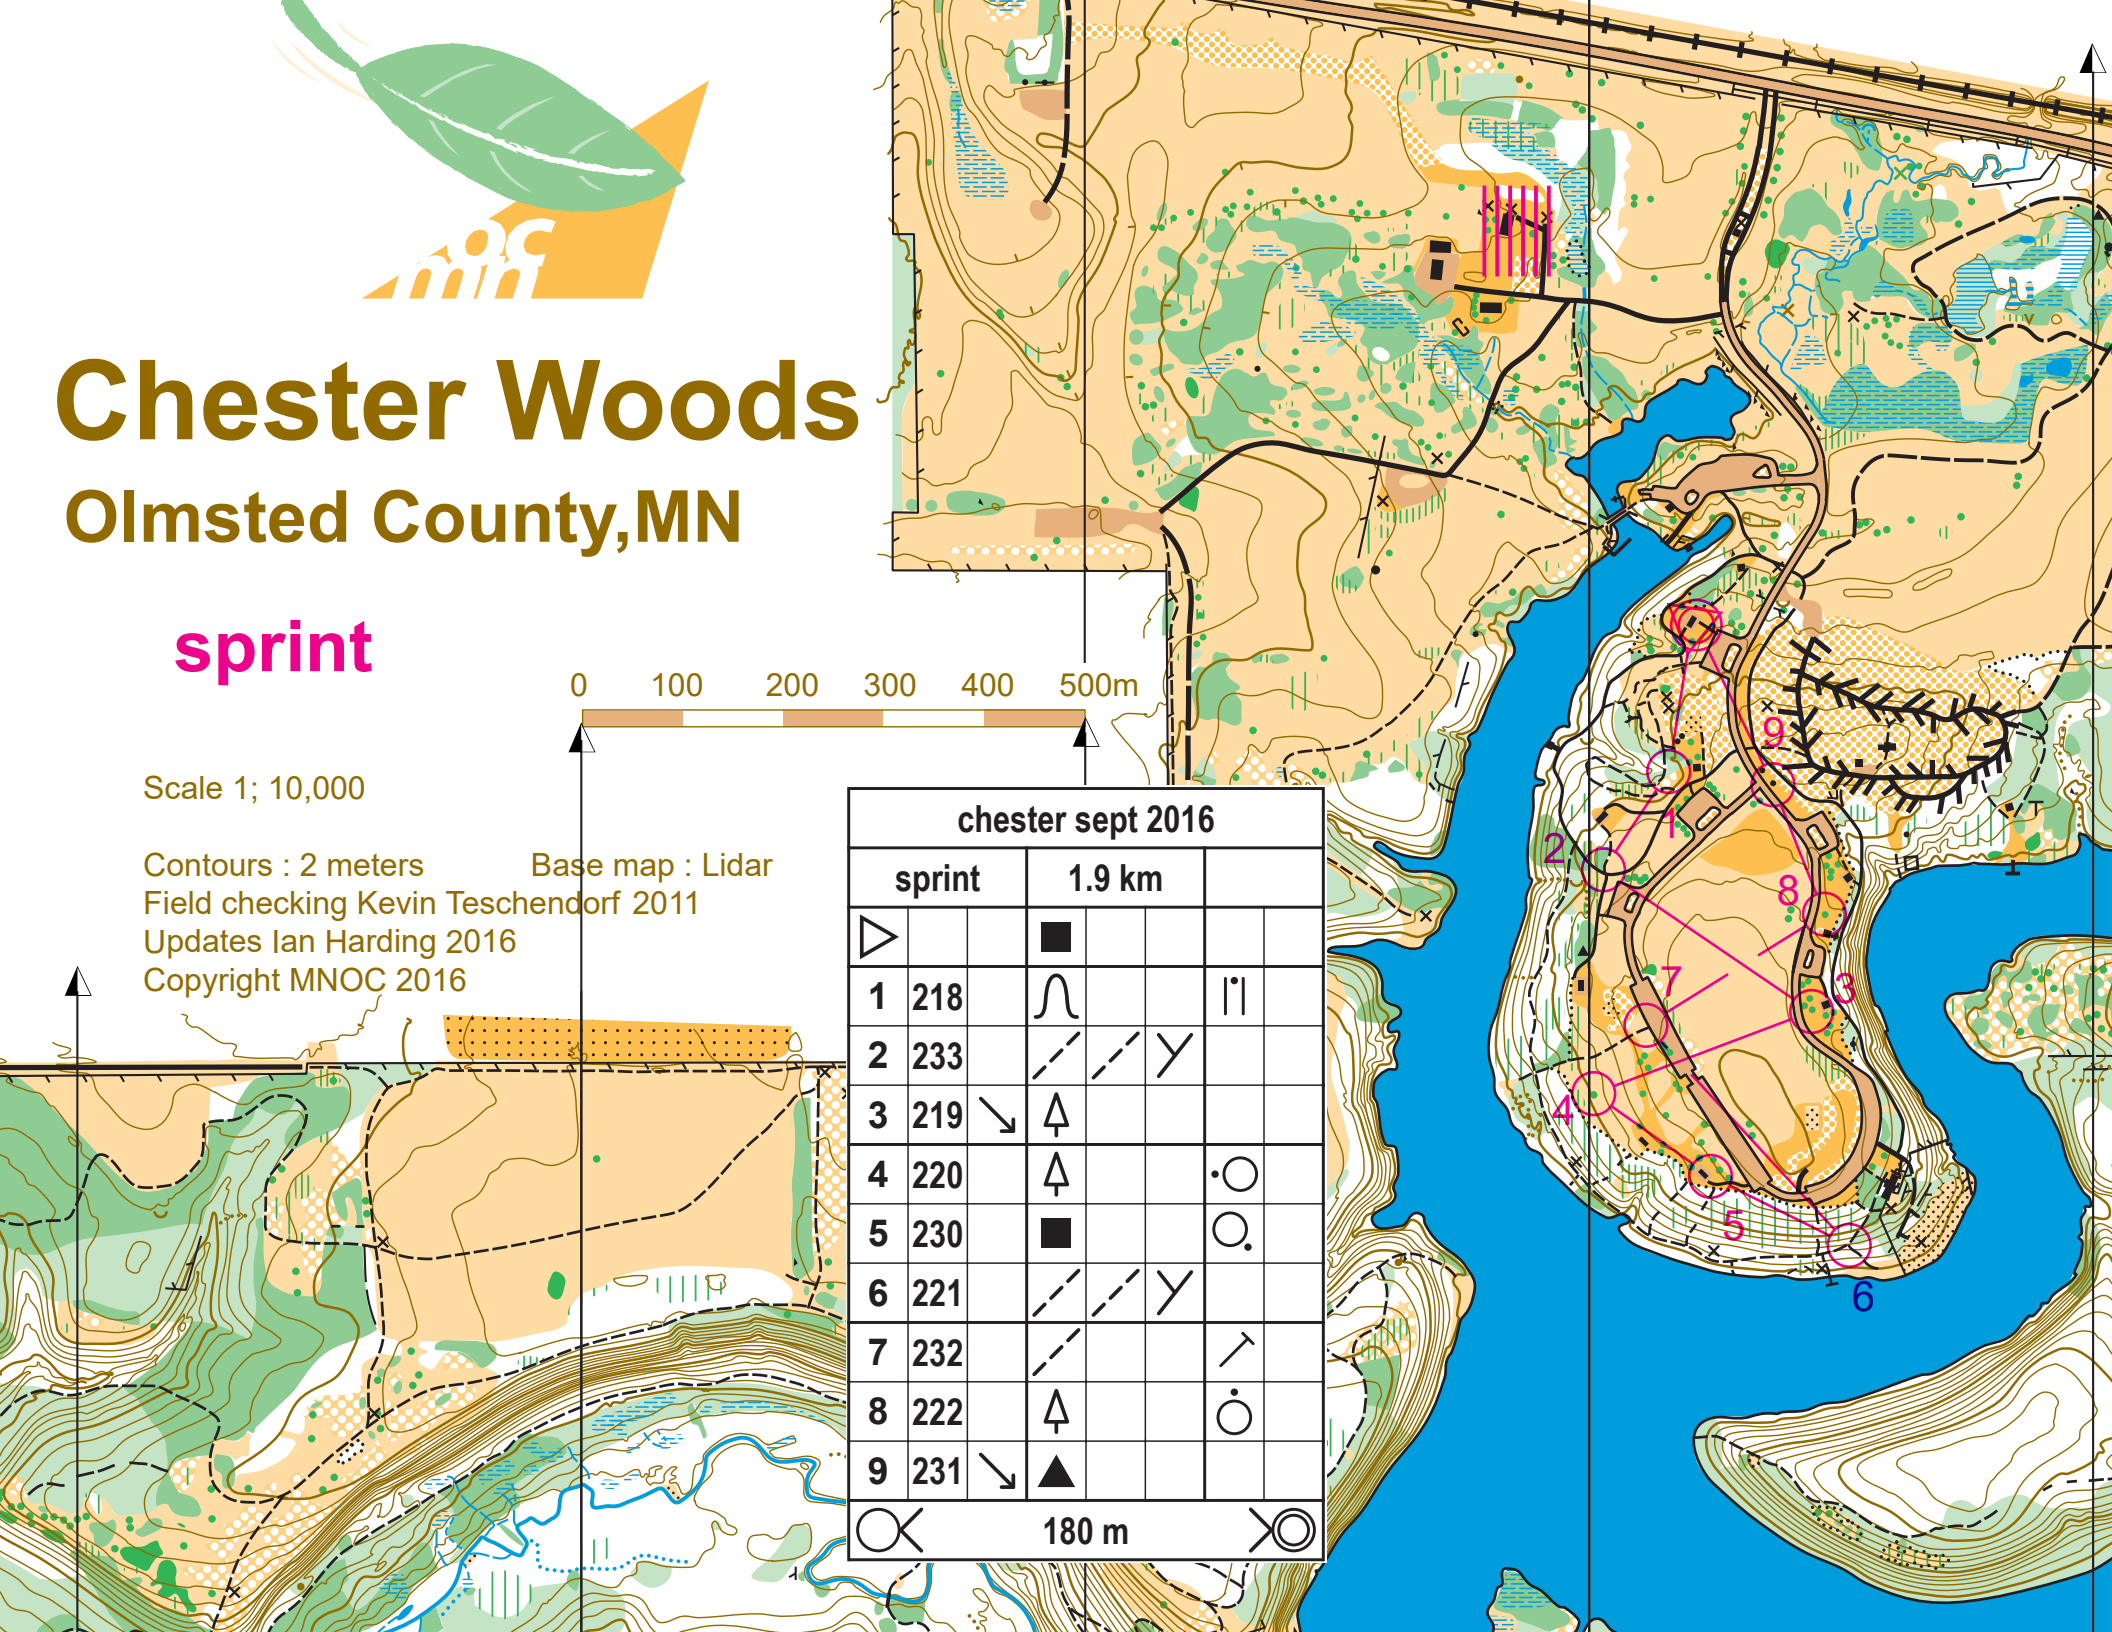 oc
mn
Chester Woods
Olmsted County,MN
sprint
0 100 200 300 400 500m
Scale 1; 10,000
Contours : 2 meters Base map : Lidar
Field checking Kevin Teschendorf 2011
Updates Ian Harding 2016
Copyright MNOC 2016
chester sept 2016
sprint 1.9 km
1 218
2 233
3 219
4 220
5 230
6 221
7 232
8 222
9 231
180 m
9
1
2
8
7
3
4
5
6